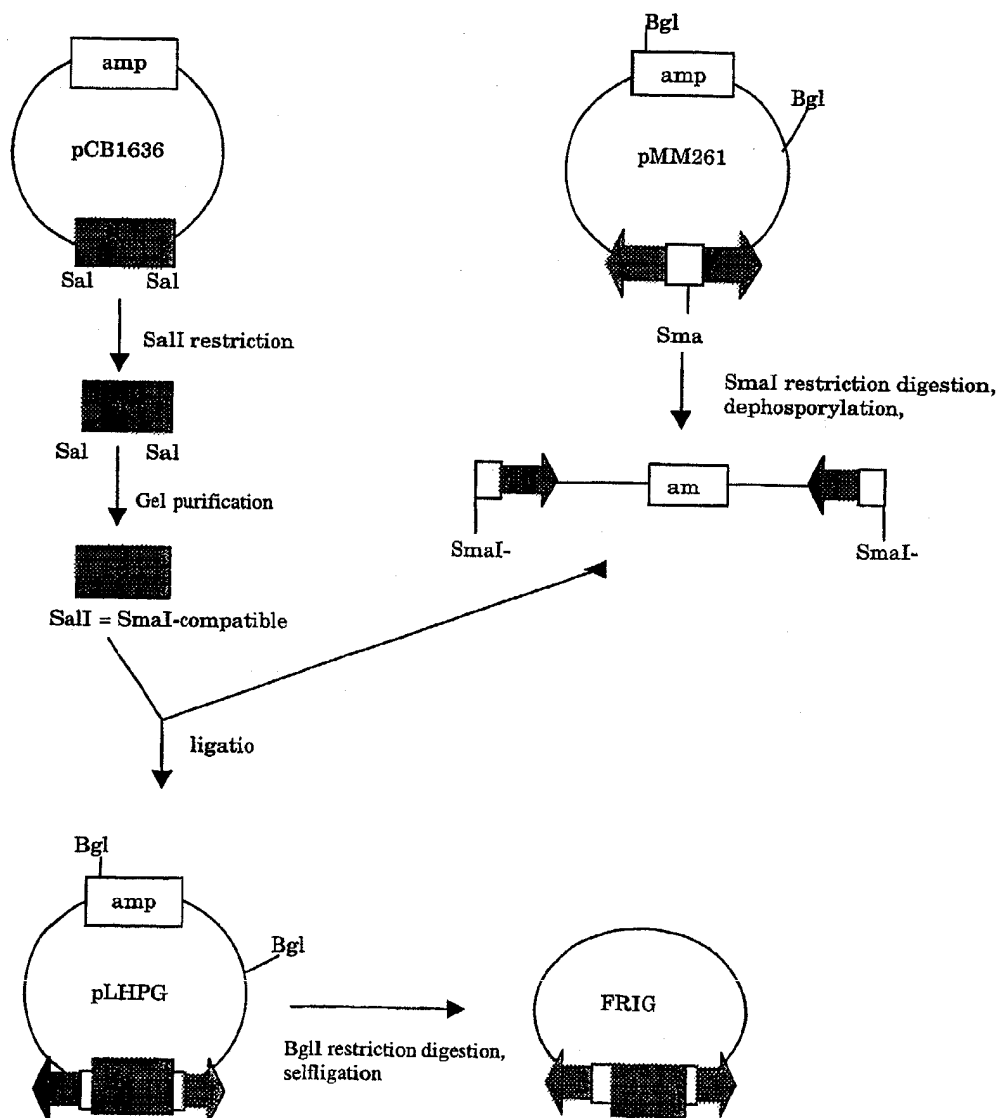 amp
pCB1636
Sal Sal
SalI restriction
Sal Sal
Gel purification
SalI = SmaI-compatible
Bgl
amp
Bgl
pMM261
Sma
SmaI restriction digestion,
dephosporylation,
am
SmaI-
SmaI-
ligatio
Bgl
amp
Bgl
pLHPG
BglI restriction digestion,
selfligation
FRIG